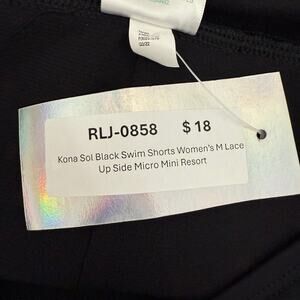 RLJ-0858 $18
Kona Sol Black Swim Shorts Women's M Lace
Up Side Micro Mini Resort